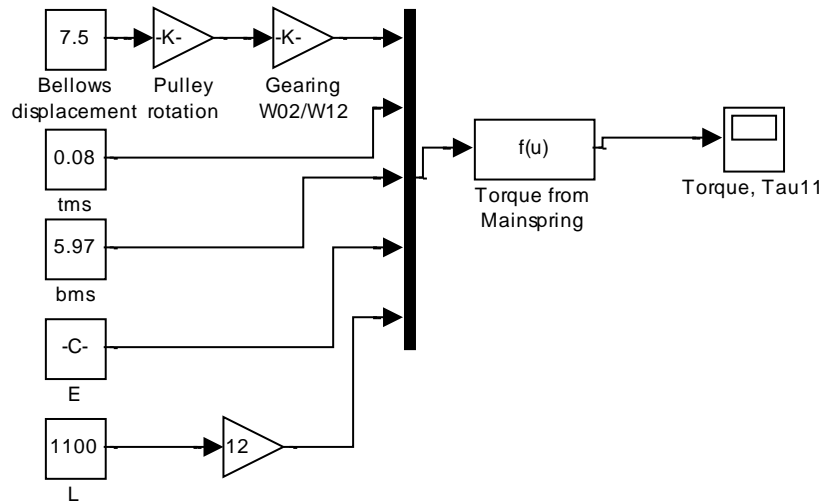 7.5
-K-
-K-
Bellows
displacement
Pulley
rotation
Gearing
W02/W12
0.08
tms
f(u)
Torque from
Mainspring
Torque, Tau11
5.97
bms
-C-
E
1100
12
L